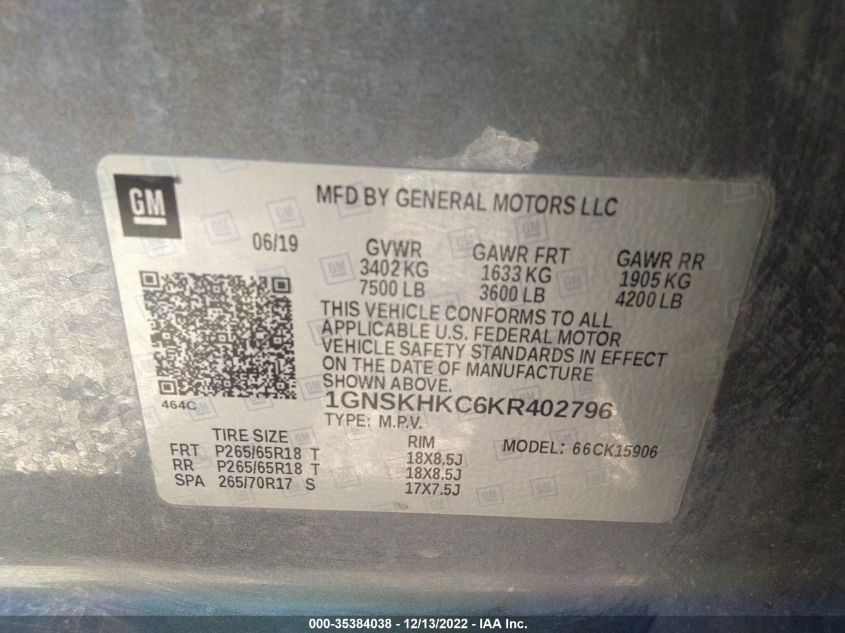 GM
MFD BY GENERAL MOTORS LLC
06/19
GVWR GAWR FRT GAWR RR
3402 KG 1633 KG 1905 KG
7500 LB 3600 LB 4200 LB
THIS VEHICLE CONFORMS TO ALL
APPLICABLE U.S. FEDERAL MOTOR
VEHICLE SAFETY STANDARDS IN EFFECT
ON THE DATE OF MANUFACTURE
SHOWN ABOVE.
464C
1GNSKHKC6KR402796
TYPE: M.P.V.
MODEL: 66CK15906
TIRE SIZE RIM
FRT P265/65R18 T 18X8.5J
RR P265/65R18 T 18X8.5J
SPA 265/70R17 S 17X7.5J
000-35384038 - 12/13/2022 - IAA Inc.